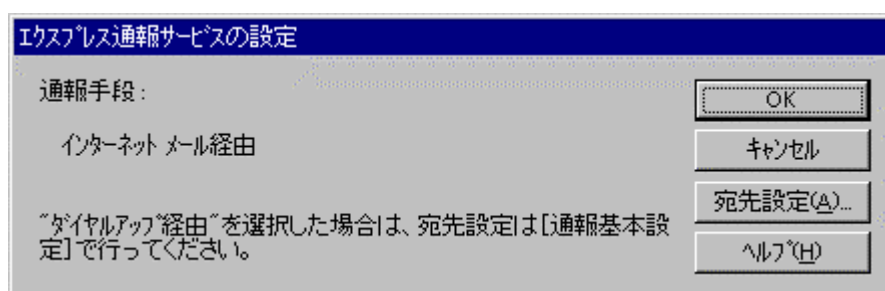 ｴｸｽﾌﾟﾚｽ通報ｻｰﾋﾞｽの設定
通報手段：
ｲﾝﾀｰﾈｯﾄ ﾒｰﾙ経由
OK
ｷｬﾝｾﾙ
宛先設定(A)...
"ﾀﾞｲﾔﾙｱｯﾌﾟ経由"を選択した場合は、宛先設定は[通報基本設
定]で行ってください。
ﾍﾙﾌﾟ(H)